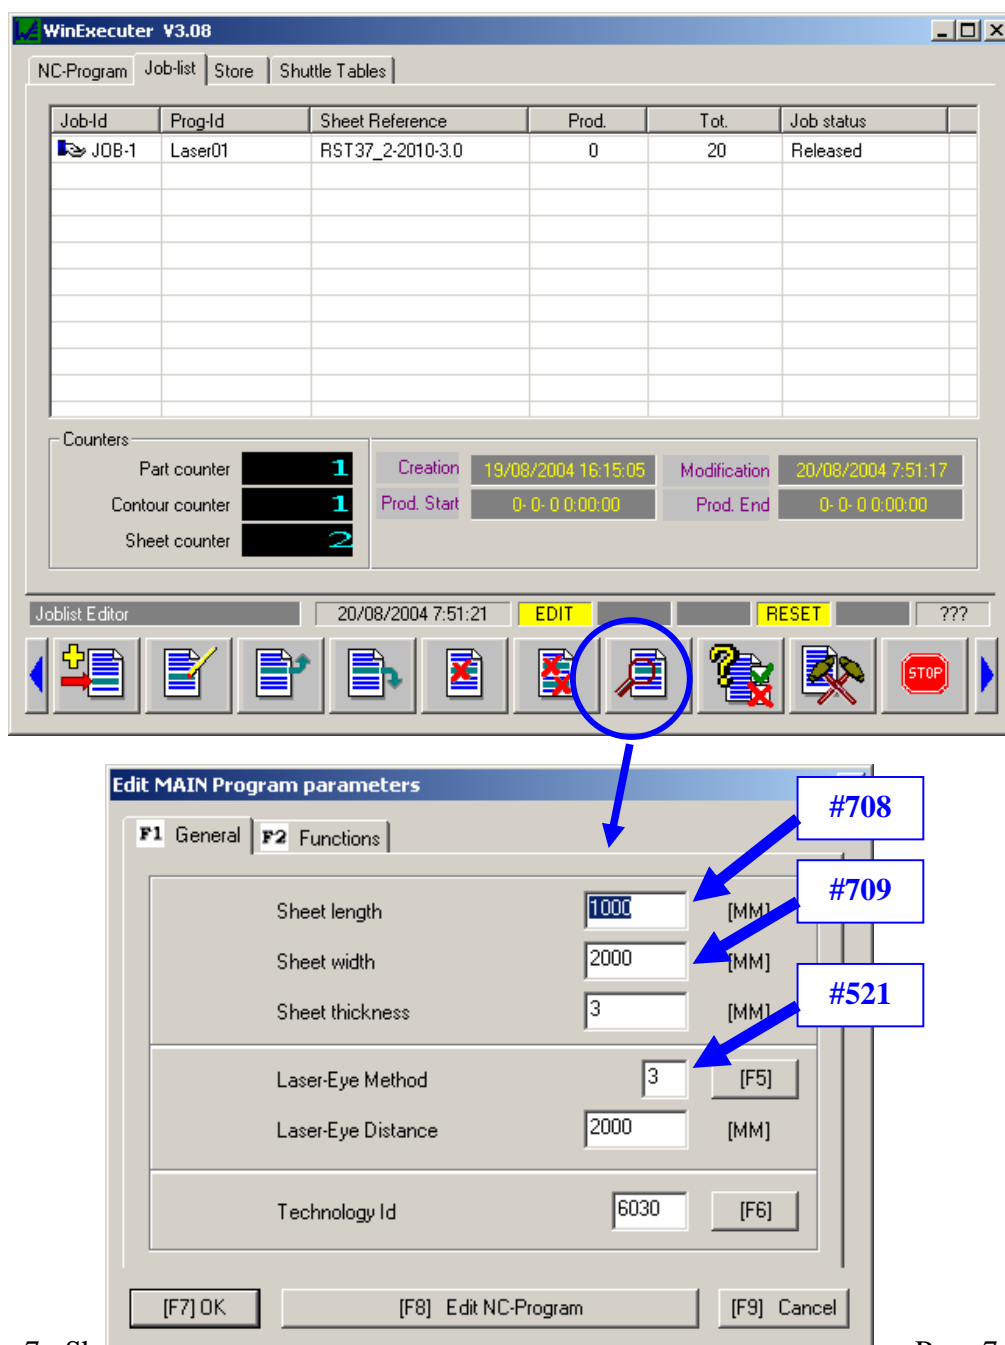 WinExecuter V3.08
NC-Program Job-list Store Shuttle Tables
Job-Id Prog-Id Sheet Reference Prod. Tot. Job status
JOB-1 Laser01 RST37_2-2010-3.0 0 20 Released
Counters
Part counter 1 Creation 19/08/2004 16:15:05 Modification 20/08/2004 7:51:17
Contour counter 1 Prod. Start 0- 0- 0 0:00:00 Prod. End 0- 0- 0 0:00:00
Sheet counter 2
Joblist Editor 20/08/2004 7:51:21 EDIT RESET ???
STOP
Edit MAIN Program parameters
#708
F1 General F2 Functions
Sheet length 1000 [MM]
#709
Sheet width 2000 [MM]
#521
Sheet thickness 3 [MM]
Laser-Eye Method 3 [F5]
Laser-Eye Distance 2000 [MM]
Technology Id 6030 [F6]
[F7] OK [F8] Edit NC-Program [F9] Cancel
7 7